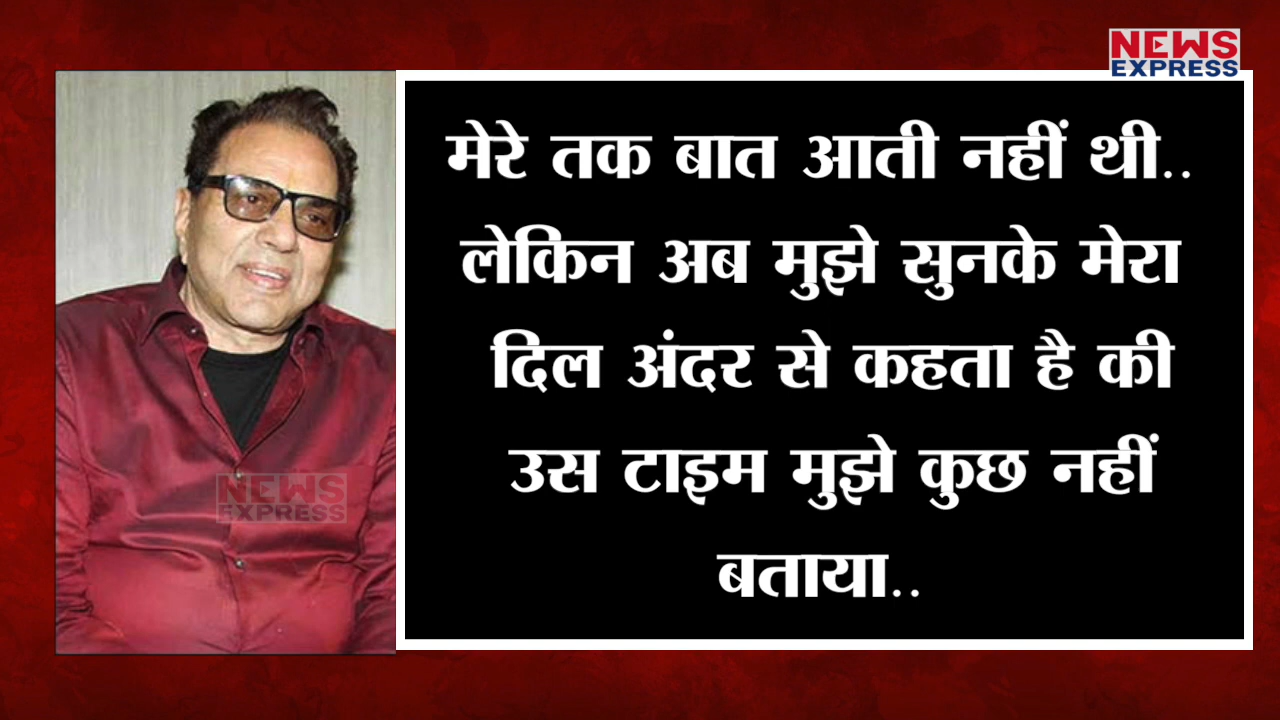 NEWS
EXPRESS
मेरे तक बात आती नहीं थी..
लेकिन अब मुझे सुनके मेरा
दिल अंदर से कहता है की
उस टाइम मुझे कुछ नहीं
बताया..
NEWS
EXPRESS